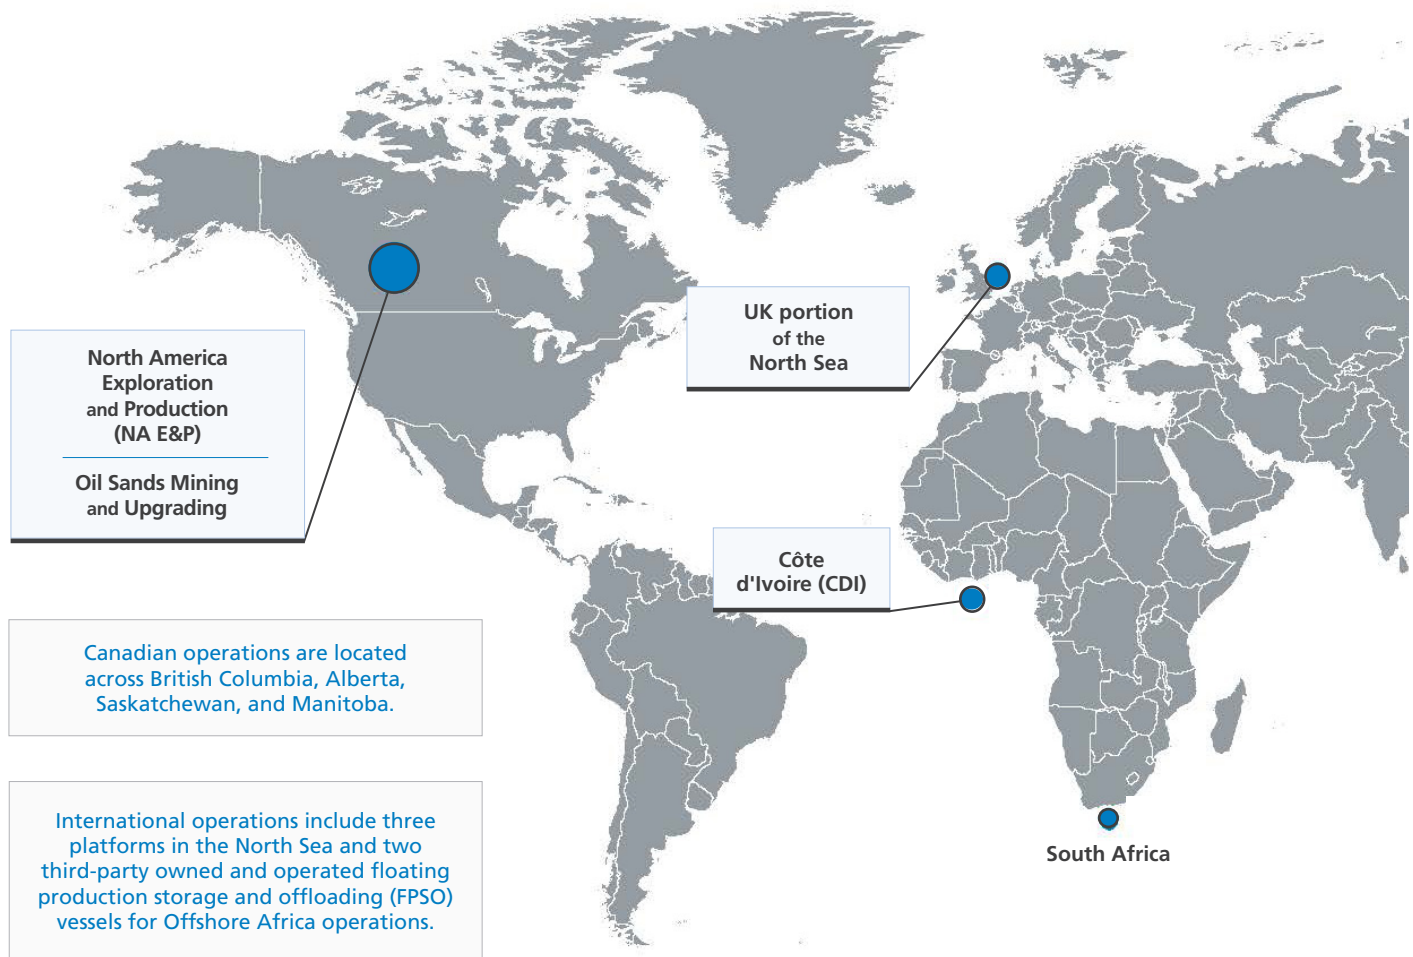 North America
Exploration
and Production
(NA E&P)
Oil Sands Mining
and Upgrading
UK portion
of the
North Sea
Côte
d'Ivoire (CDI)
South Africa
Canadian operations are located
across British Columbia, Alberta,
Saskatchewan, and Manitoba.
International operations include three
platforms in the North Sea and two
third-party owned and operated floating
production storage and offloading (FPSO)
vessels for Offshore Africa operations.